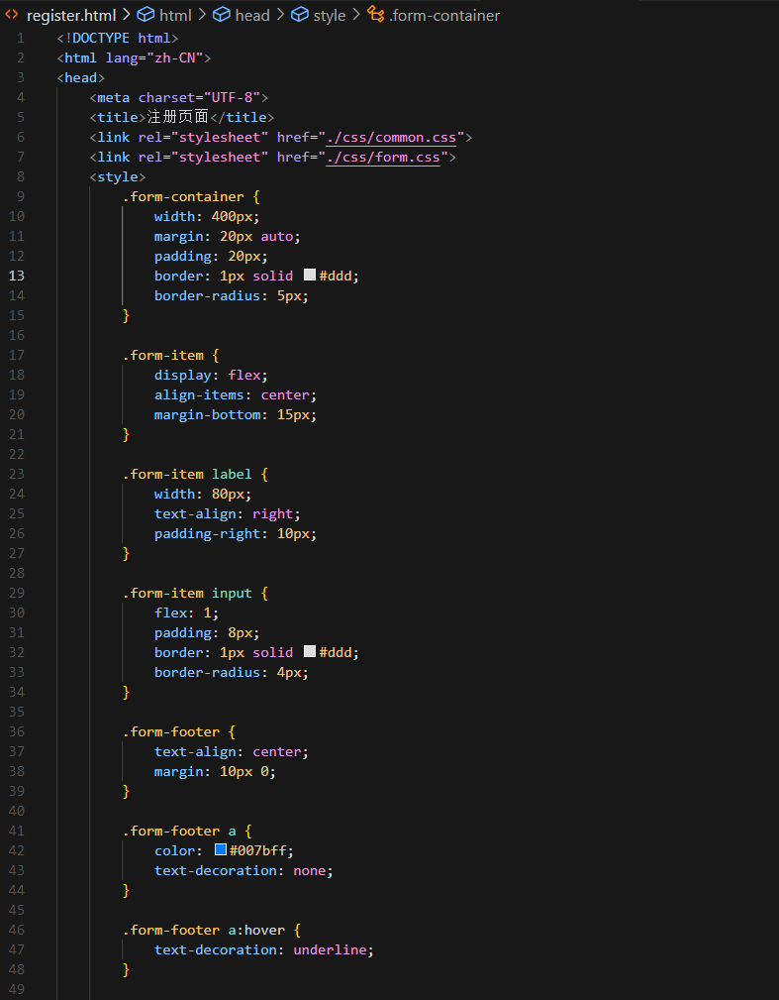 register.html > html > head > style > .form-container
1 <!DOCTYPE html>
2 <html lang="zh-CN">
3 <head>
4     <meta charset="UTF-8">
5     <title>注册页面</title>
6     <link rel="stylesheet" href="./css/common.css">
7     <link rel="stylesheet" href="./css/form.css">
8     <style>
9         .form-container {
10             width: 400px;
11             margin: 20px auto;
12             padding: 20px;
13             border: 1px solid #ddd;
14             border-radius: 5px;
15         }
16
17         .form-item {
18             display: flex;
19             align-items: center;
20             margin-bottom: 15px;
21         }
22
23         .form-item label {
24             width: 80px;
25             text-align: right;
26             padding-right: 10px;
27         }
28
29         .form-item input {
30             flex: 1;
31             padding: 8px;
32             border: 1px solid #ddd;
33             border-radius: 4px;
34         }
35
36         .form-footer {
37             text-align: center;
38             margin: 10px 0;
39         }
40
41         .form-footer a {
42             color: #007bff;
43             text-decoration: none;
44         }
45
46         .form-footer a:hover {
47             text-decoration: underline;
48         }
49